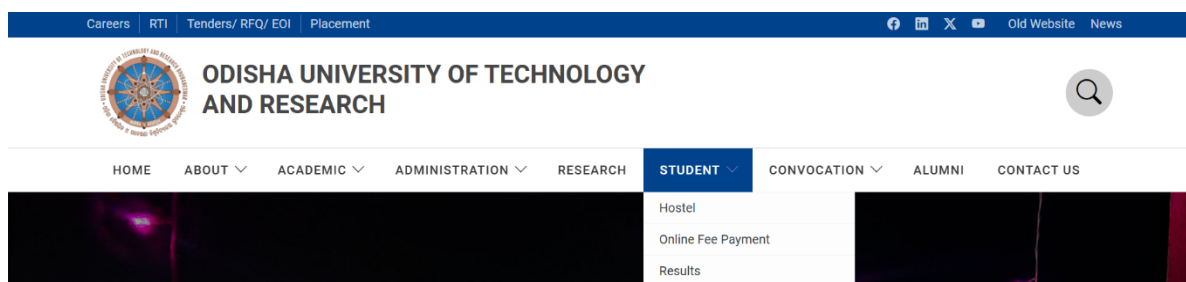 Careers RTI Tenders/ RFQ/ EOI Placement Old Website News
ODISHA UNIVERSITY OF TECHNOLOGY
AND RESEARCH
HOME ABOUT ACADEMIC ADMINISTRATION RESEARCH STUDENT CONVOCATION ALUMNI CONTACT US
Hostel
Online Fee Payment
Results